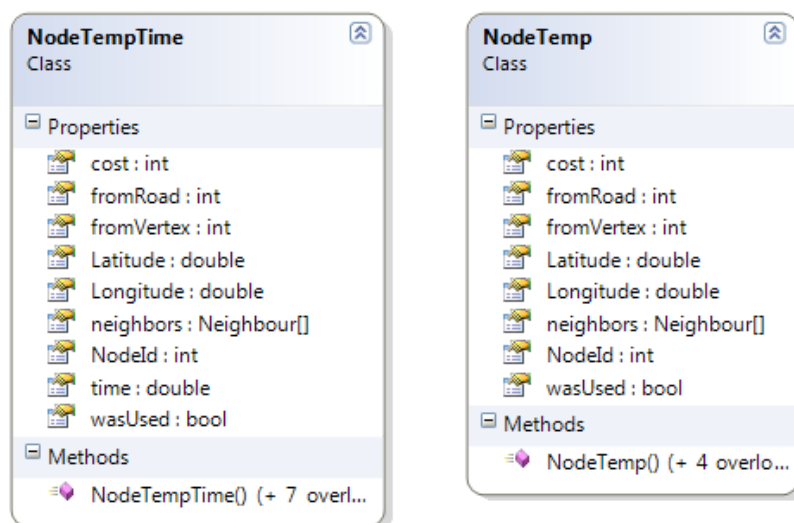 NodeTempTime
Class
Properties
cost : int
fromRoad : int
fromVertex : int
Latitude : double
Longitude : double
neighbors : Neighbour[]
NodeId : int
time : double
wasUsed : bool
Methods
NodeTempTime() (+ 7 overl...
NodeTemp
Class
Properties
cost : int
fromRoad : int
fromVertex : int
Latitude : double
Longitude : double
neighbors : Neighbour[]
NodeId : int
wasUsed : bool
Methods
NodeTemp() (+ 4 overlo...